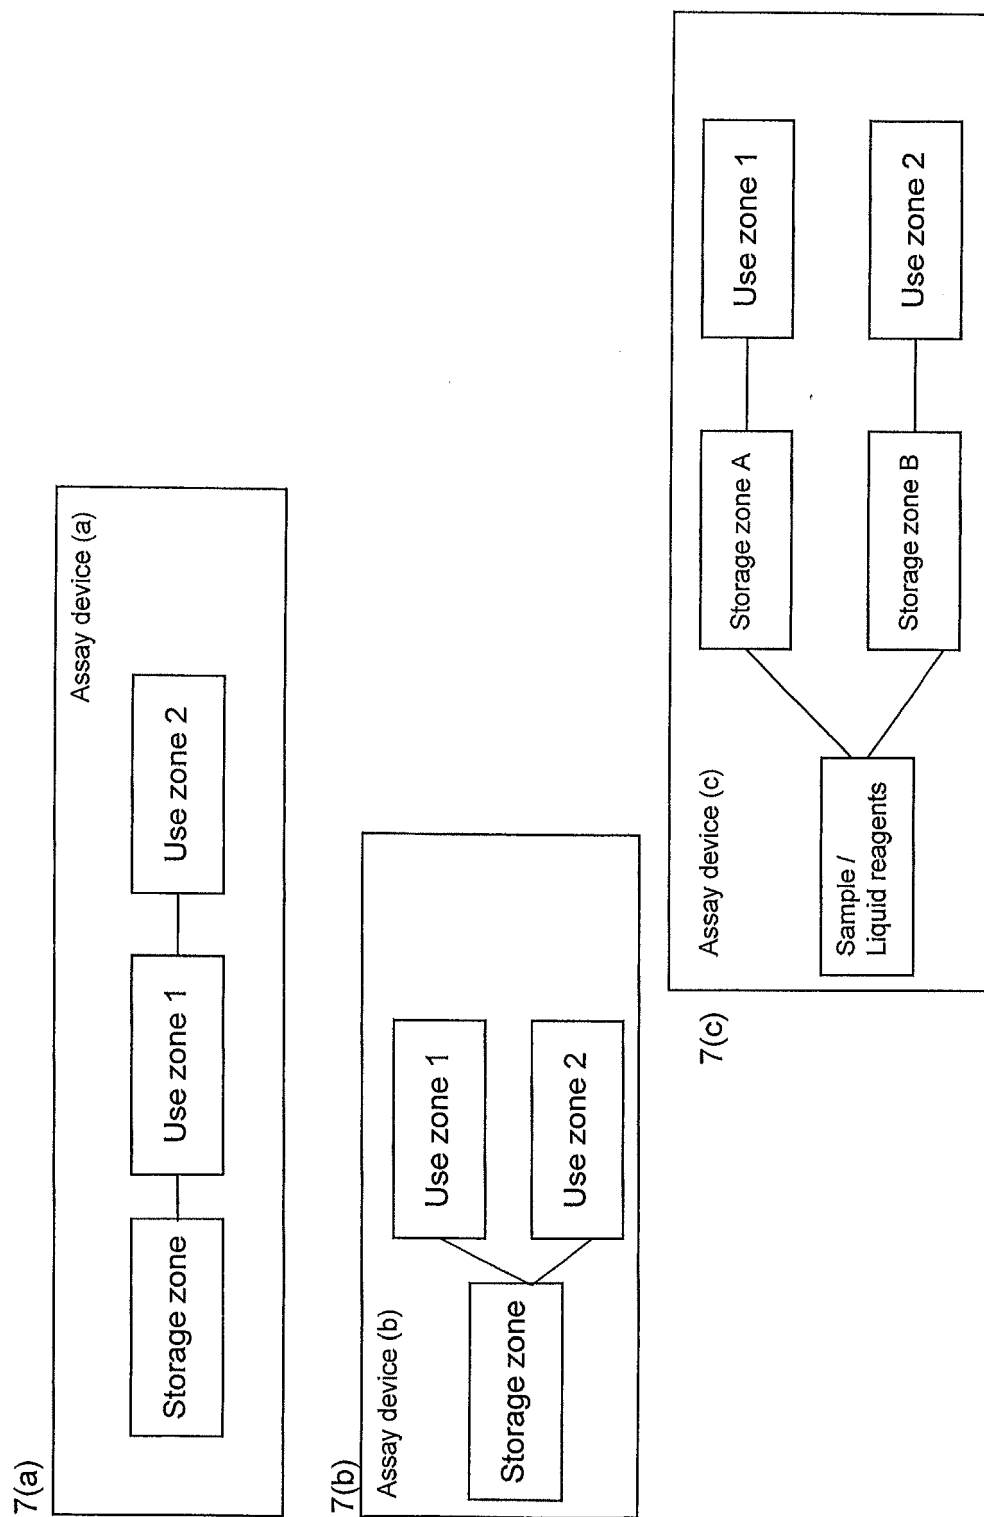 7(a)
Assay device (a)
Storage zone
Use zone 1
Use zone 2
7(b)
Assay device (b)
Storage zone
Use zone 1
Use zone 2
7(c)
Assay device (c)
Sample /
Liquid reagents
Storage zone A
Use zone 1
Storage zone B
Use zone 2